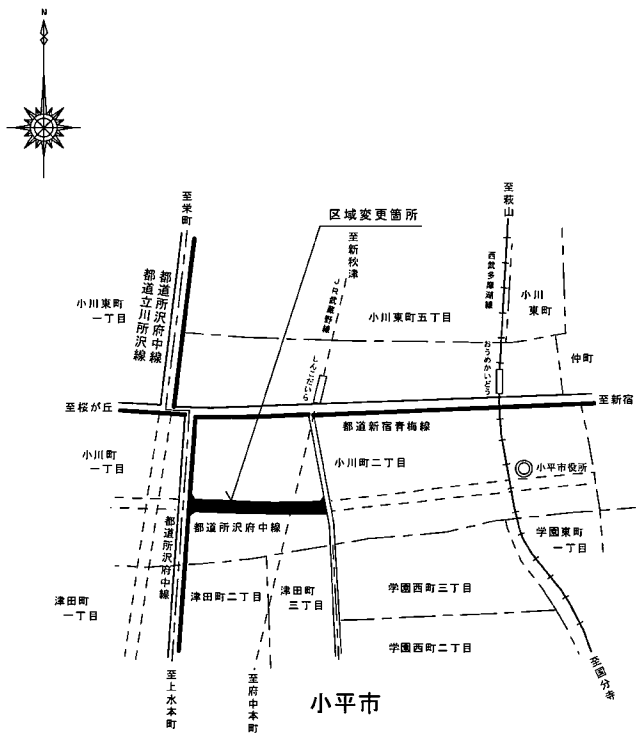 N
至栄町
区域変更箇所
至新秋津
至萩山
都道所沢府中線
都道立川所沢線
JR武蔵野線
西武多摩湖線
小川東町
一丁目
小川東町五丁目
小川
東町
しんこだいら
おうめかいどう
仲町
至桜が丘
至新宿
都道新宿青梅線
小川町
一丁目
小川町二丁目
小平市役所
都道所沢府中線
都道所沢府中線
学園東町
一丁目
津田町
一丁目
津田町二丁目
津田町
三丁目
学園西町三丁目
学園西町二丁目
至上水本町
至府中本町
至国分寺
小平市